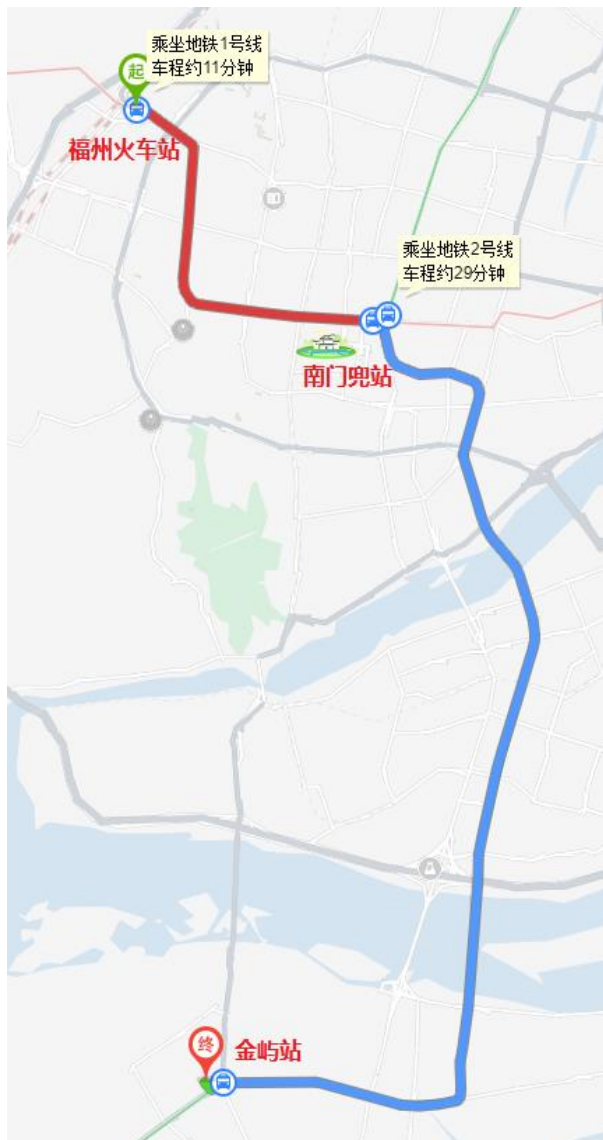 乘坐地铁1号线
车程约11分钟
起
福州火车站
乘坐地铁2号线
车程约29分钟
南门兜站
终
金屿站